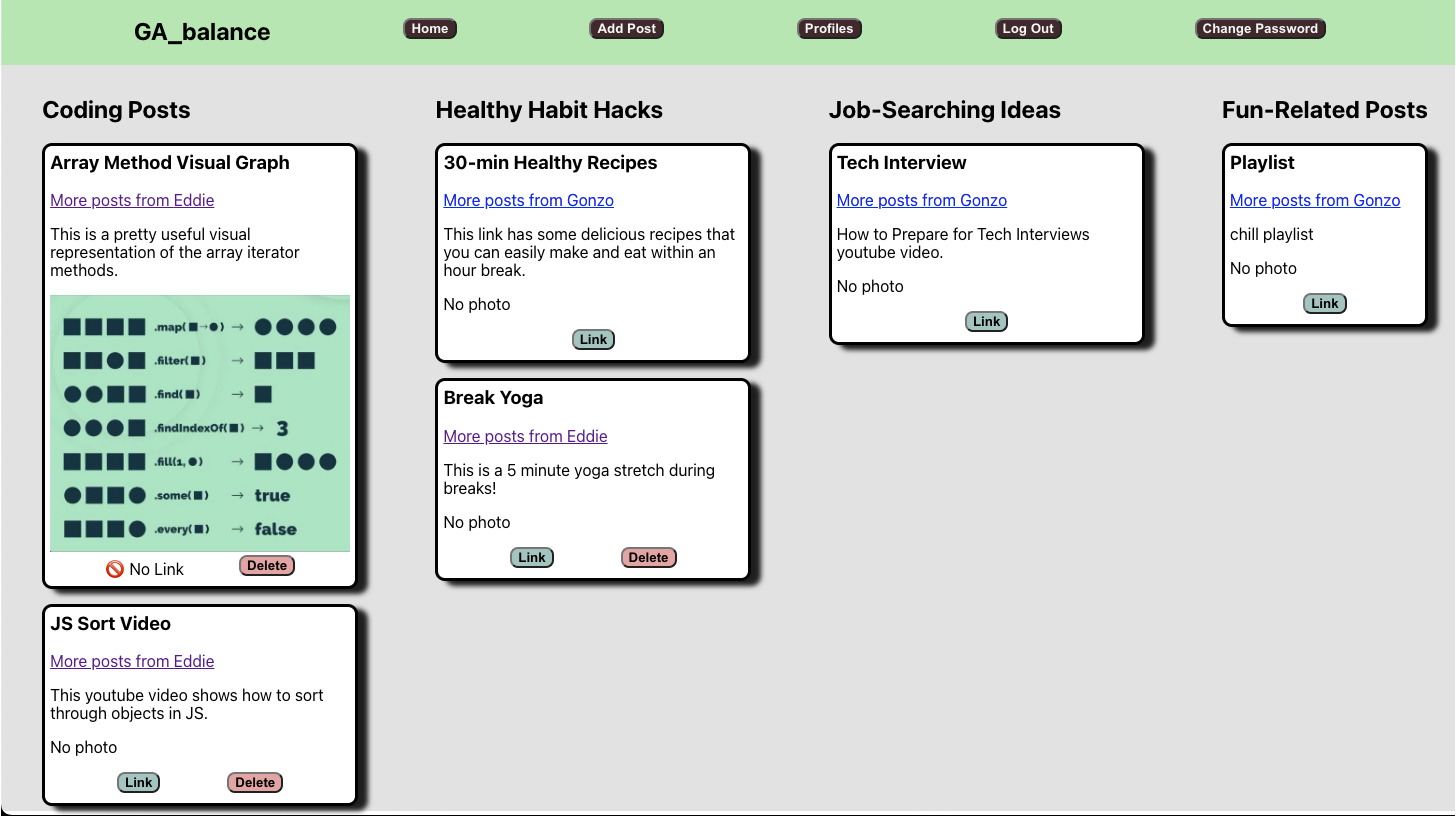 GA_balance
Home
Add Post
Profiles
Log Out
Change Password
Coding Posts
Array Method Visual Graph
More posts from Eddie
This is a pretty useful visual
representation of the array iterator
methods.
.map(■→●) → ●●●●
.filter(■) → ■■■
.find(■) → ■
.findIndexOf(■) → 3
.fill(1, ●) → ■●●●
.some(■) → true
.every(■) → false
🚫 No Link
Delete
JS Sort Video
More posts from Eddie
This youtube video shows how to sort
through objects in JS.
No photo
Link
Delete
Healthy Habit Hacks
30-min Healthy Recipes
More posts from Gonzo
This link has some delicious recipes that
you can easily make and eat within an
hour break.
No photo
Link
Break Yoga
More posts from Eddie
This is a 5 minute yoga stretch during
breaks!
No photo
Link
Delete
Job-Searching Ideas
Tech Interview
More posts from Gonzo
How to Prepare for Tech Interviews
youtube video.
No photo
Link
Fun-Related Posts
Playlist
More posts from Gonzo
chill playlist
No photo
Link